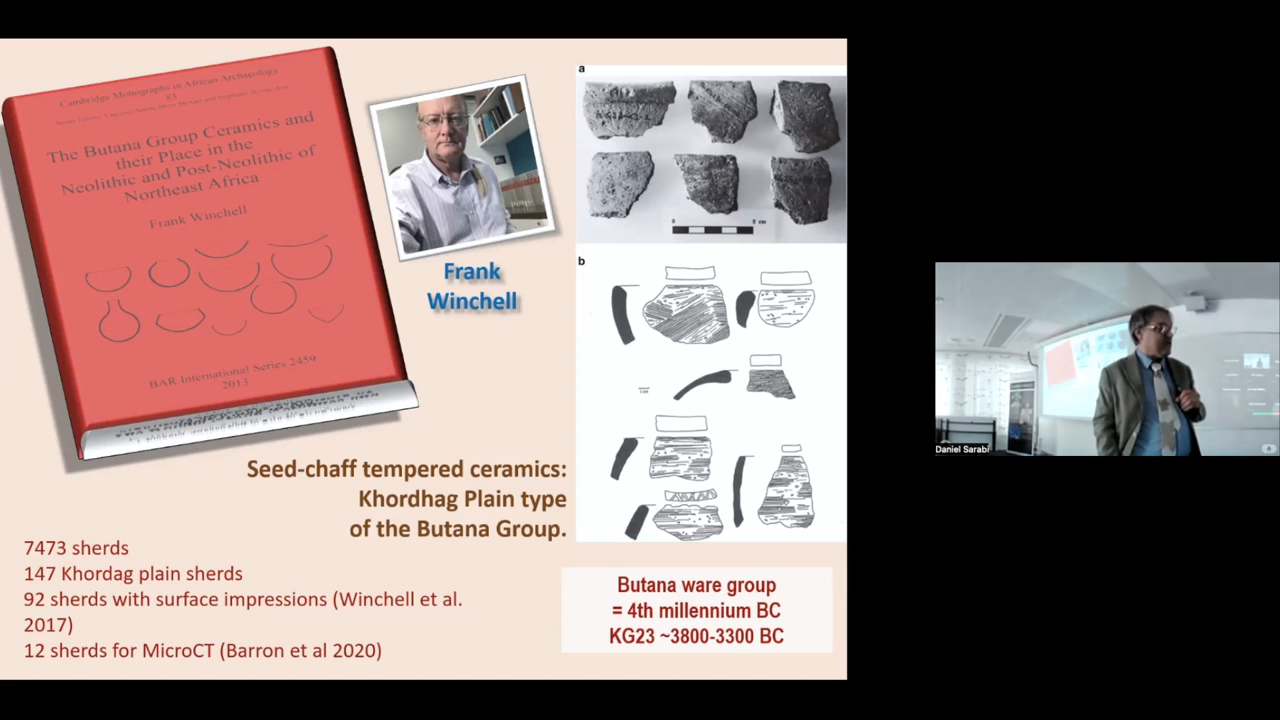 Cambridge Monographs in African Archaeology
83
The Butana Group Ceramics and
their Place in the
Neolithic and Post-Neolithic of
Northeast Africa
Frank Winchell
BAR International Series 2459
2013
Frank
Winchell
a
0
5 cm
b
Seed-chaff tempered ceramics:
Khordhag Plain type
of the Butana Group.
7473 sherds
147 Khordag plain sherds
92 sherds with surface impressions (Winchell et al.
2017)
12 sherds for MicroCT (Barron et al 2020)
Butana ware group
= 4th millennium BC
KG23 ~3800-3300 BC
Daniel Sarabi